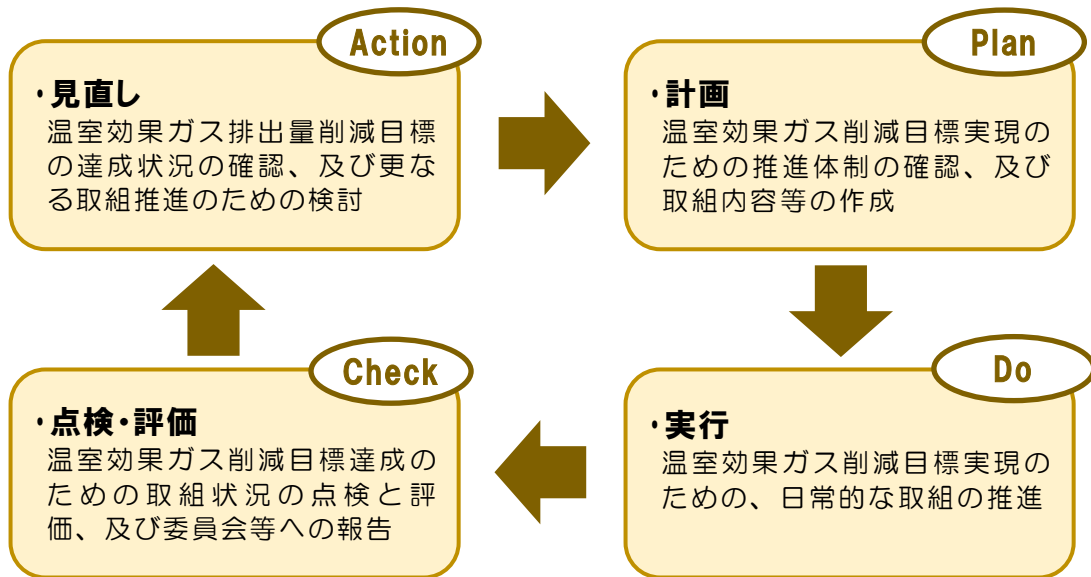 Action
・見直し
温室効果ガス排出量削減目標
の達成状況の確認、及び更な
る取組推進のための検討
Plan
・計画
温室効果ガス削減目標実現の
ための推進体制の確認、及び
取組内容等の作成
Check
・点検・評価
温室効果ガス削減目標達成の
ための取組状況の点検と評
価、及び委員会等への報告
Do
・実行
温室効果ガス削減目標実現の
ための、日常的な取組の推進